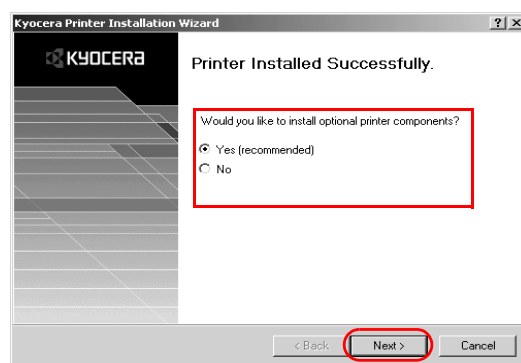 Kyocera Printer Installation Wizard
KYOCERA
Printer Installed Successfully.
Would you like to install optional printer components?
Yes (recommended)
No
< Back
Next >
Cancel